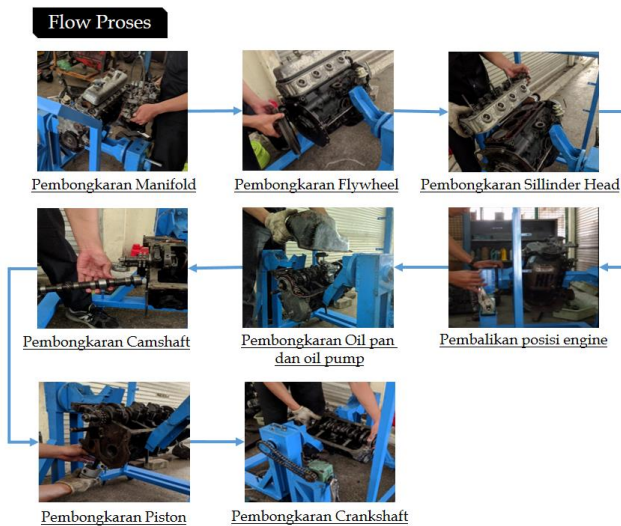 Flow Proses
Pembongkaran Manifold
Pembongkaran Flywheel
Pembongkaran Sillinder Head
Pembalikan posisi engine
Pembongkaran Oil pan
dan oil pump
Pembongkaran Camshaft
Pembongkaran Piston
Pembongkaran Crankshaft